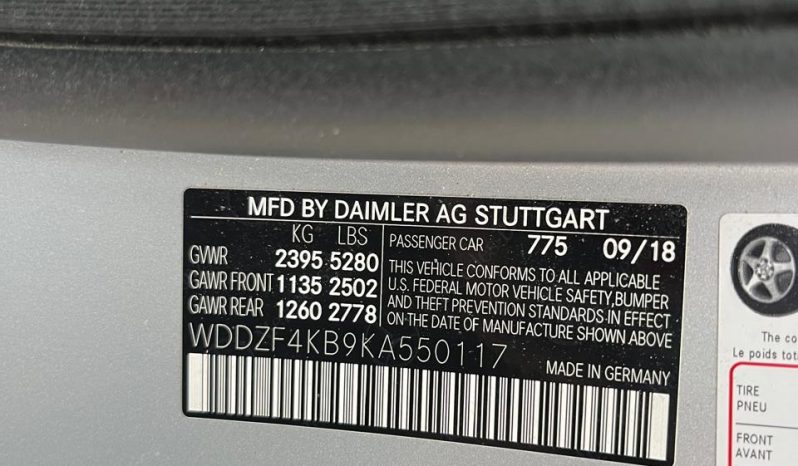 MFD BY DAIMLER AG STUTTGART
KG LBS
GVWR 2395 5280
GAWR FRONT 1135 2502
GAWR REAR 1260 2778
PASSENGER CAR 775 09/18
THIS VEHICLE CONFORMS TO ALL APPLICABLE
U.S. FEDERAL MOTOR VEHICLE SAFETY,BUMPER
AND THEFT PREVENTION STANDARDS IN EFFECT
ON-THE DATE OF MANUFACTURE SHOWN ABOVE
WDDZF4KB9KA550117
MADE IN GERMANY
The co
Le poids tot
TIRE
PNEU
FRONT
AVANT